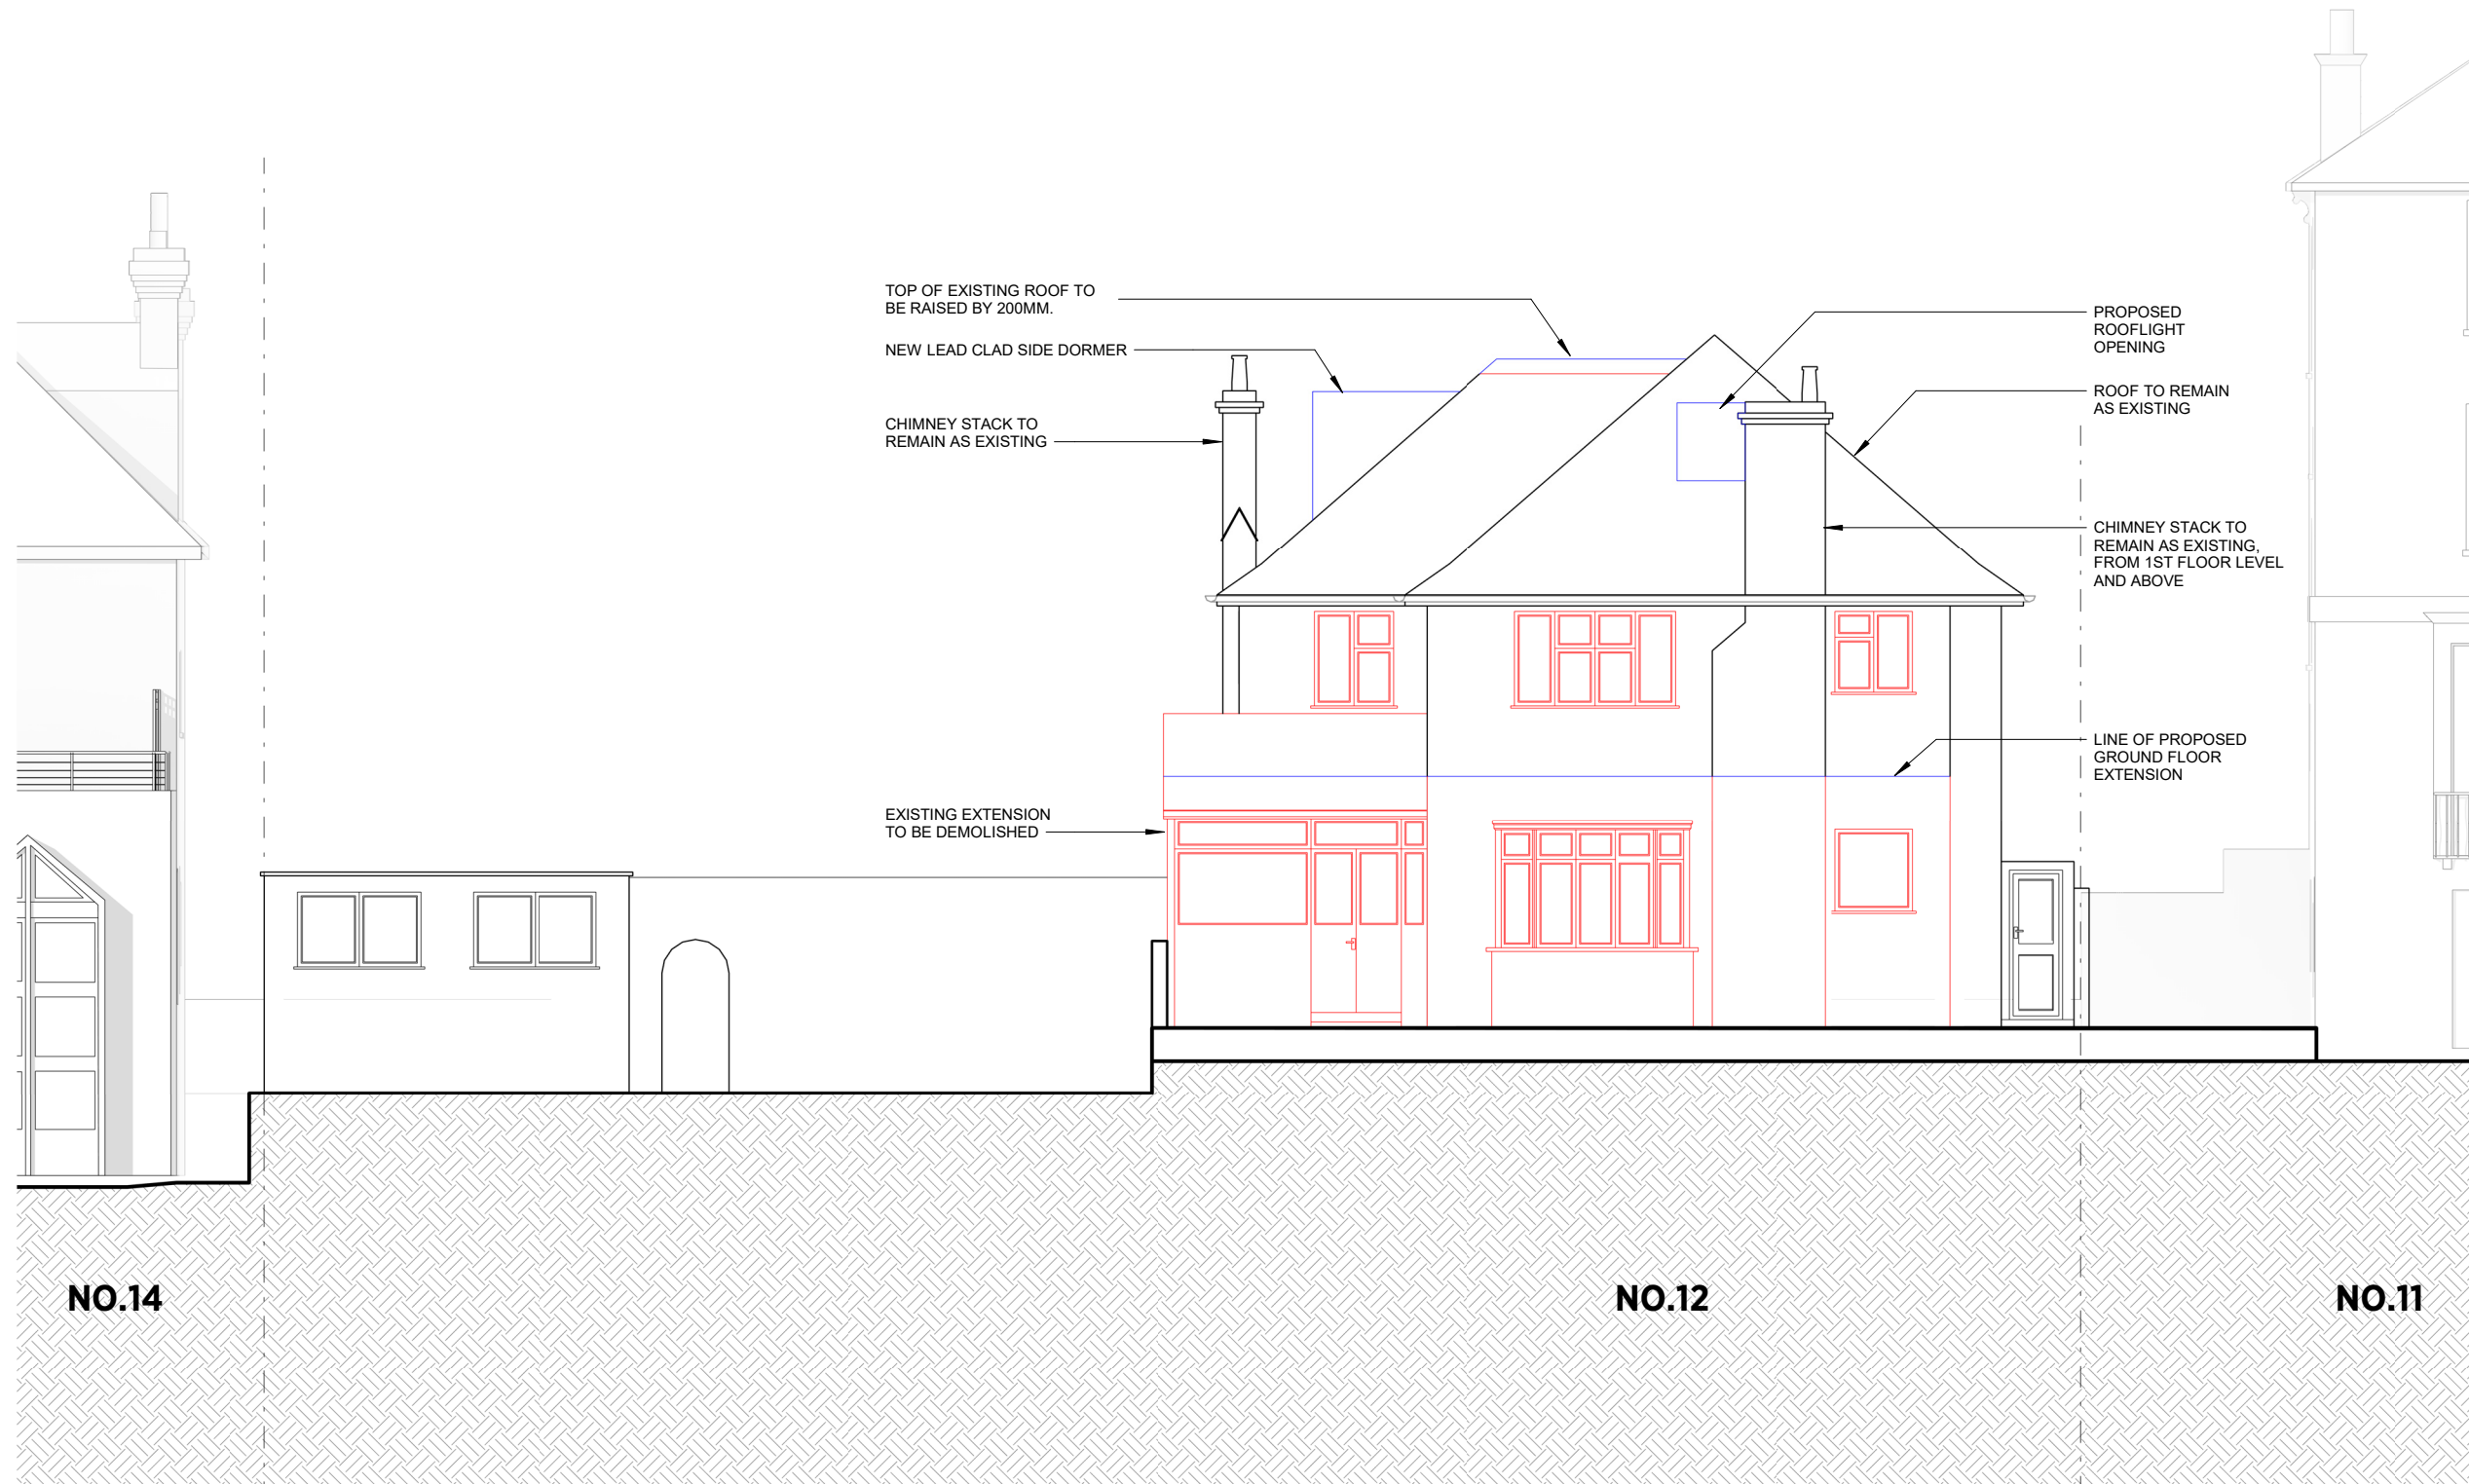 TOP OF EXISTING ROOF TO
BE RAISED BY 200MM.
NEW LEAD CLAD SIDE DORMER
CHIMNEY STACK TO
REMAIN AS EXISTING
EXISTING EXTENSION
TO BE DEMOLISHED
PROPOSED
ROOFLIGHT
OPENING
ROOF TO REMAIN
AS EXISTING
CHIMNEY STACK TO
REMAIN AS EXISTING,
FROM 1ST FLOOR LEVEL
AND ABOVE
LINE OF PROPOSED
GROUND FLOOR
EXTENSION
NO.14
NO.12
NO.11